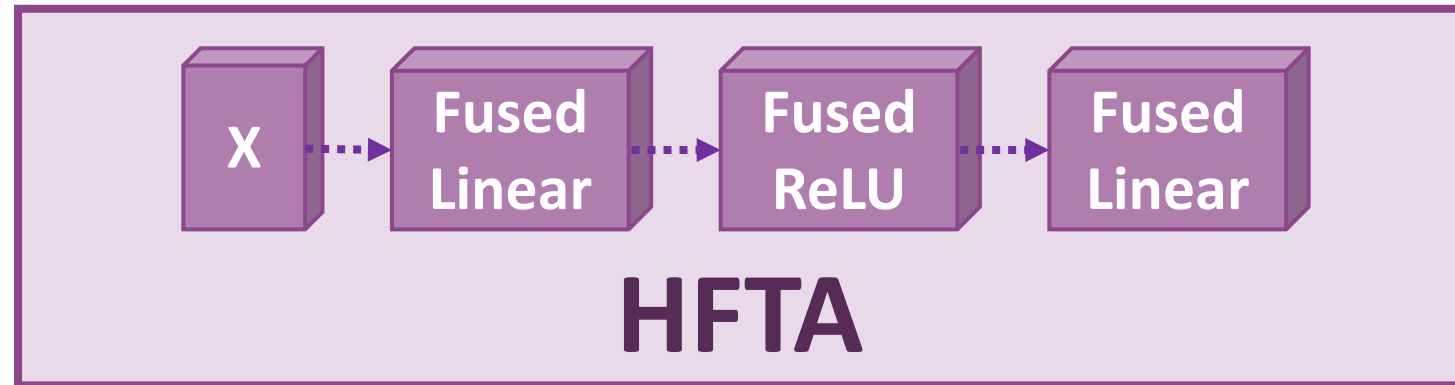 X
Fused
Linear
Fused
ReLU
Fused
Linear
HFTA